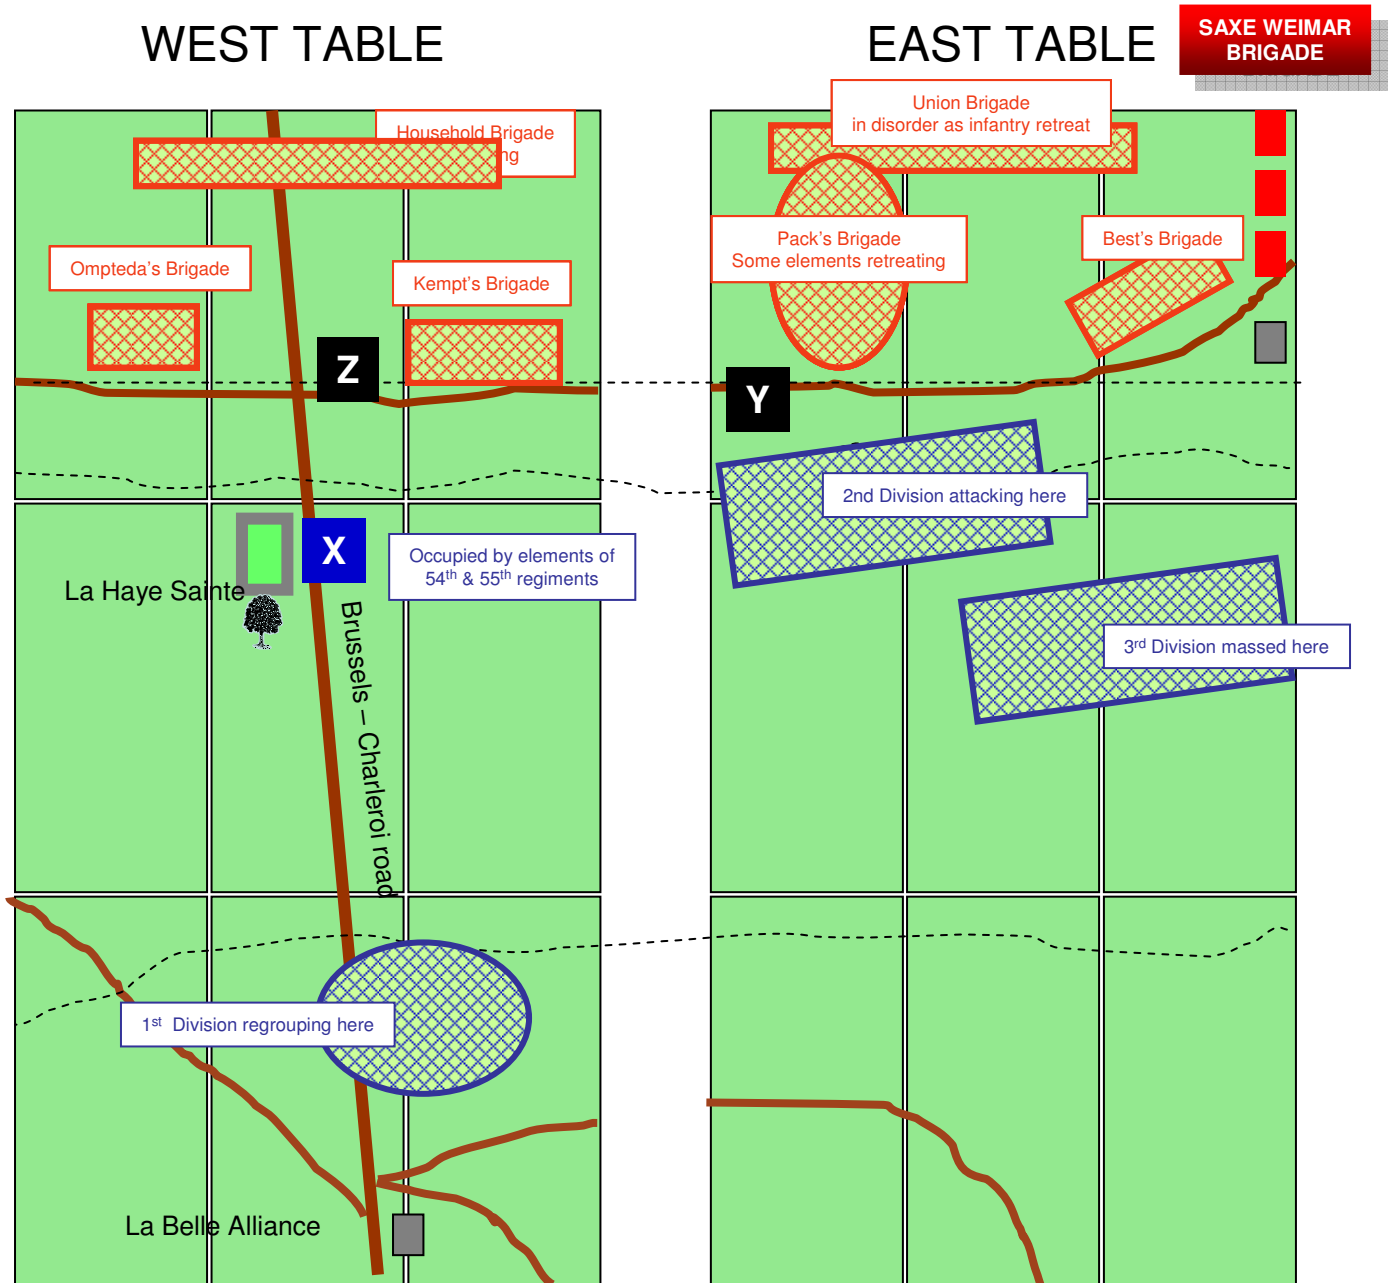 WEST TABLE
EAST TABLE
SAXE WEIMAR
BRIGADE
Household Brigade
ng
Union Brigade
in disorder as infantry retreat
Ompteda's Brigade
Kempt's Brigade
Pack's Brigade
Some elements retreating
Best's Brigade
Z
Y
2nd Division attacking here
X
Occupied by elements of
54th & 55th regiments
La Haye Sainte
Brussels – Charleroi road
3rd Division massed here
1st Division regrouping here
La Belle Alliance